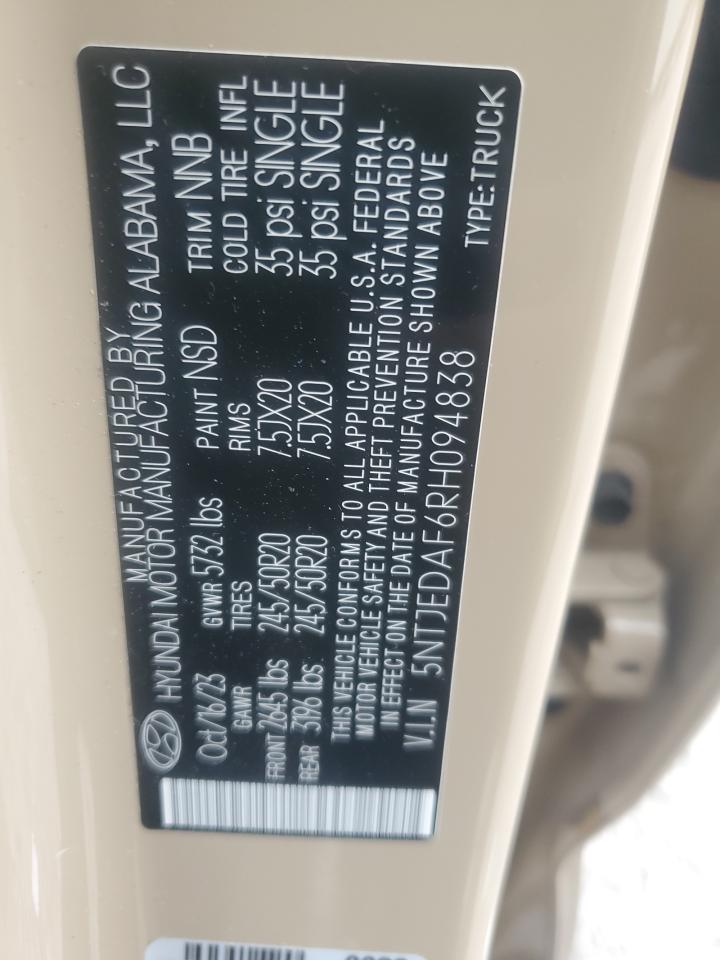 MANUFACTURED BY
HYUNDAI MOTOR MANUFACTURING ALABAMA, LLC
Oct/16/23 GVWR 5732 lbs PAINT NSD TRIM NNB
GAWR TIRES RIMS COLD TIRE INFL
FRONT 2645 lbs 245/50R20 7.5JX20 35 psi SINGLE
REAR 3196 lbs 245/50R20 7.5JX20 35 psi SINGLE
THIS VEHICLE CONFORMS TO ALL APPLICABLE U.S.A. FEDERAL
MOTOR VEHICLE SAFETY AND THEFT PREVENTION STANDARDS
IN EFFECT ON THE DATE OF MANUFACTURE SHOWN ABOVE
V.I.N 5NTJEDAF6RH094838 TYPE:TRUCK